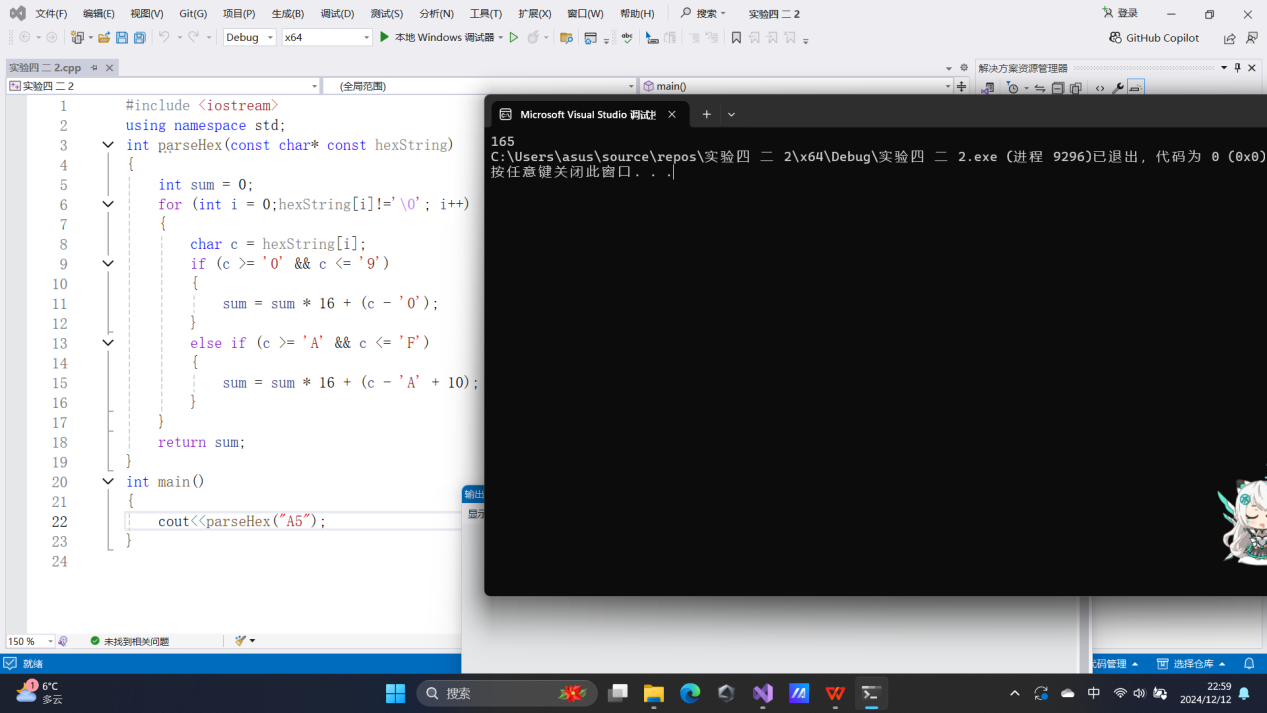 文件(F) 编辑(E) 视图(V) Git(G) 项目(P) 生成(B) 调试(D) 测试(S) 分析(N) 工具(T) 扩展(X) 窗口(W) 帮助(H) 搜索 实验四 二 2 登录
Debug x64 本地 Windows 调试器 GitHub Copilot
实验四 二 2.cpp 解决方案资源管理器
实验四 二 2 (全局范围) main()
Microsoft Visual Studio 调试
165
C:\Users\asus\source\repos\实验四 二 2\x64\Debug\实验四 二 2.exe (进程 9296)已退出，代码为 0 (0x0)
按任意键关闭此窗口. . .
1 #include <iostream>
2 using namespace std;
3 int parseHex(const char* const hexString)
4 {
5 int sum = 0;
6 for (int i = 0;hexString[i]!='\0'; i++)
7 {
8 char c = hexString[i];
9 if (c >= '0' && c <= '9')
10 {
11 sum = sum * 16 + (c - '0');
12 }
13 else if (c >= 'A' && c <= 'F')
14 {
15 sum = sum * 16 + (c - 'A' + 10);
16 }
17 }
18 return sum;
19 }
20 int main()
21 {
22 cout<<parseHex("A5");
23 }
24
输出
显示
150 % 未找到相关问题
就绪 代码管理 选择仓库
1 6°C 搜索 中 22:59
多云 2024/12/12